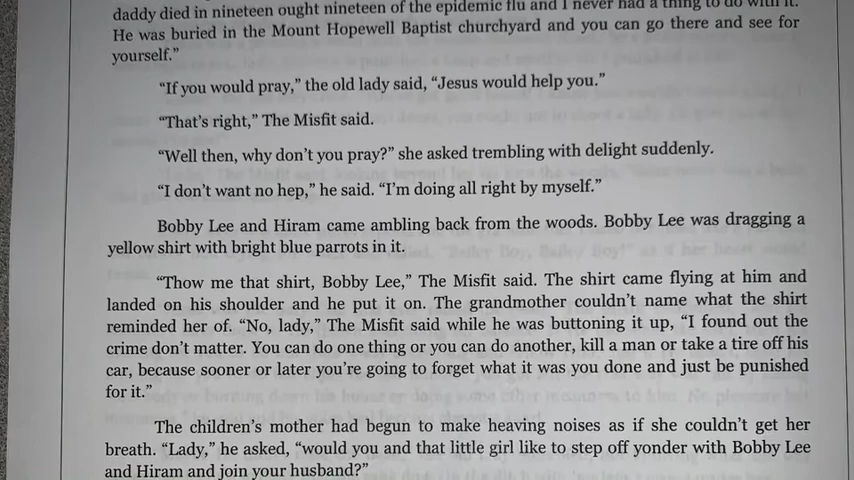 daddy died in nineteen ought nineteen of the epidemic flu and I never had a thing to do with it.
He was buried in the Mount Hopewell Baptist churchyard and you can go there and see for
yourself.”
“If you would pray,” the old lady said, “Jesus would help you.”
“That’s right,” The Misfit said.
“Well then, why don’t you pray?” she asked trembling with delight suddenly.
“I don’t want no hep,” he said. “I’m doing all right by myself.”
Bobby Lee and Hiram came ambling back from the woods. Bobby Lee was dragging a
yellow shirt with bright blue parrots in it.
“Thow me that shirt, Bobby Lee,” The Misfit said. The shirt came flying at him and
landed on his shoulder and he put it on. The grandmother couldn’t name what the shirt
reminded her of. “No, lady,” The Misfit said while he was buttoning it up, “I found out the
crime don’t matter. You can do one thing or you can do another, kill a man or take a tire off his
car, because sooner or later you’re going to forget what it was you done and just be punished
for it.”
The children’s mother had begun to make heaving noises as if she couldn’t get her
breath. “Lady,” he asked, “would you and that little girl like to step off yonder with Bobby Lee
and Hiram and join your husband?”